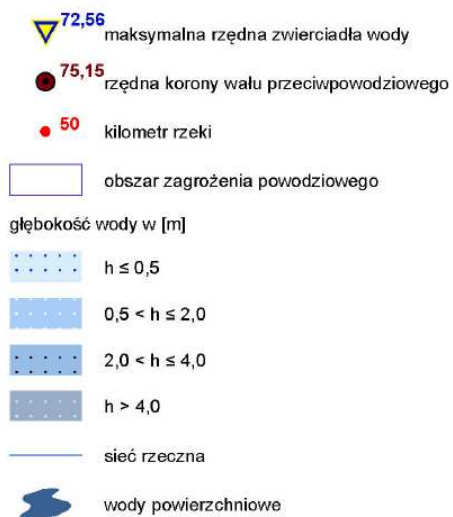 72,56 maksymalna rzędna zwierciadła wody
75,15 rzędna korony wału przeciwpowodziowego
50 kilometr rzeki
obszar zagrożenia powodziowego
głębokość wody w [m]
h ≤ 0,5
0,5 < h ≤ 2,0
2,0 < h ≤ 4,0
h > 4,0
sieć rzeczna
wody powierzchniowe